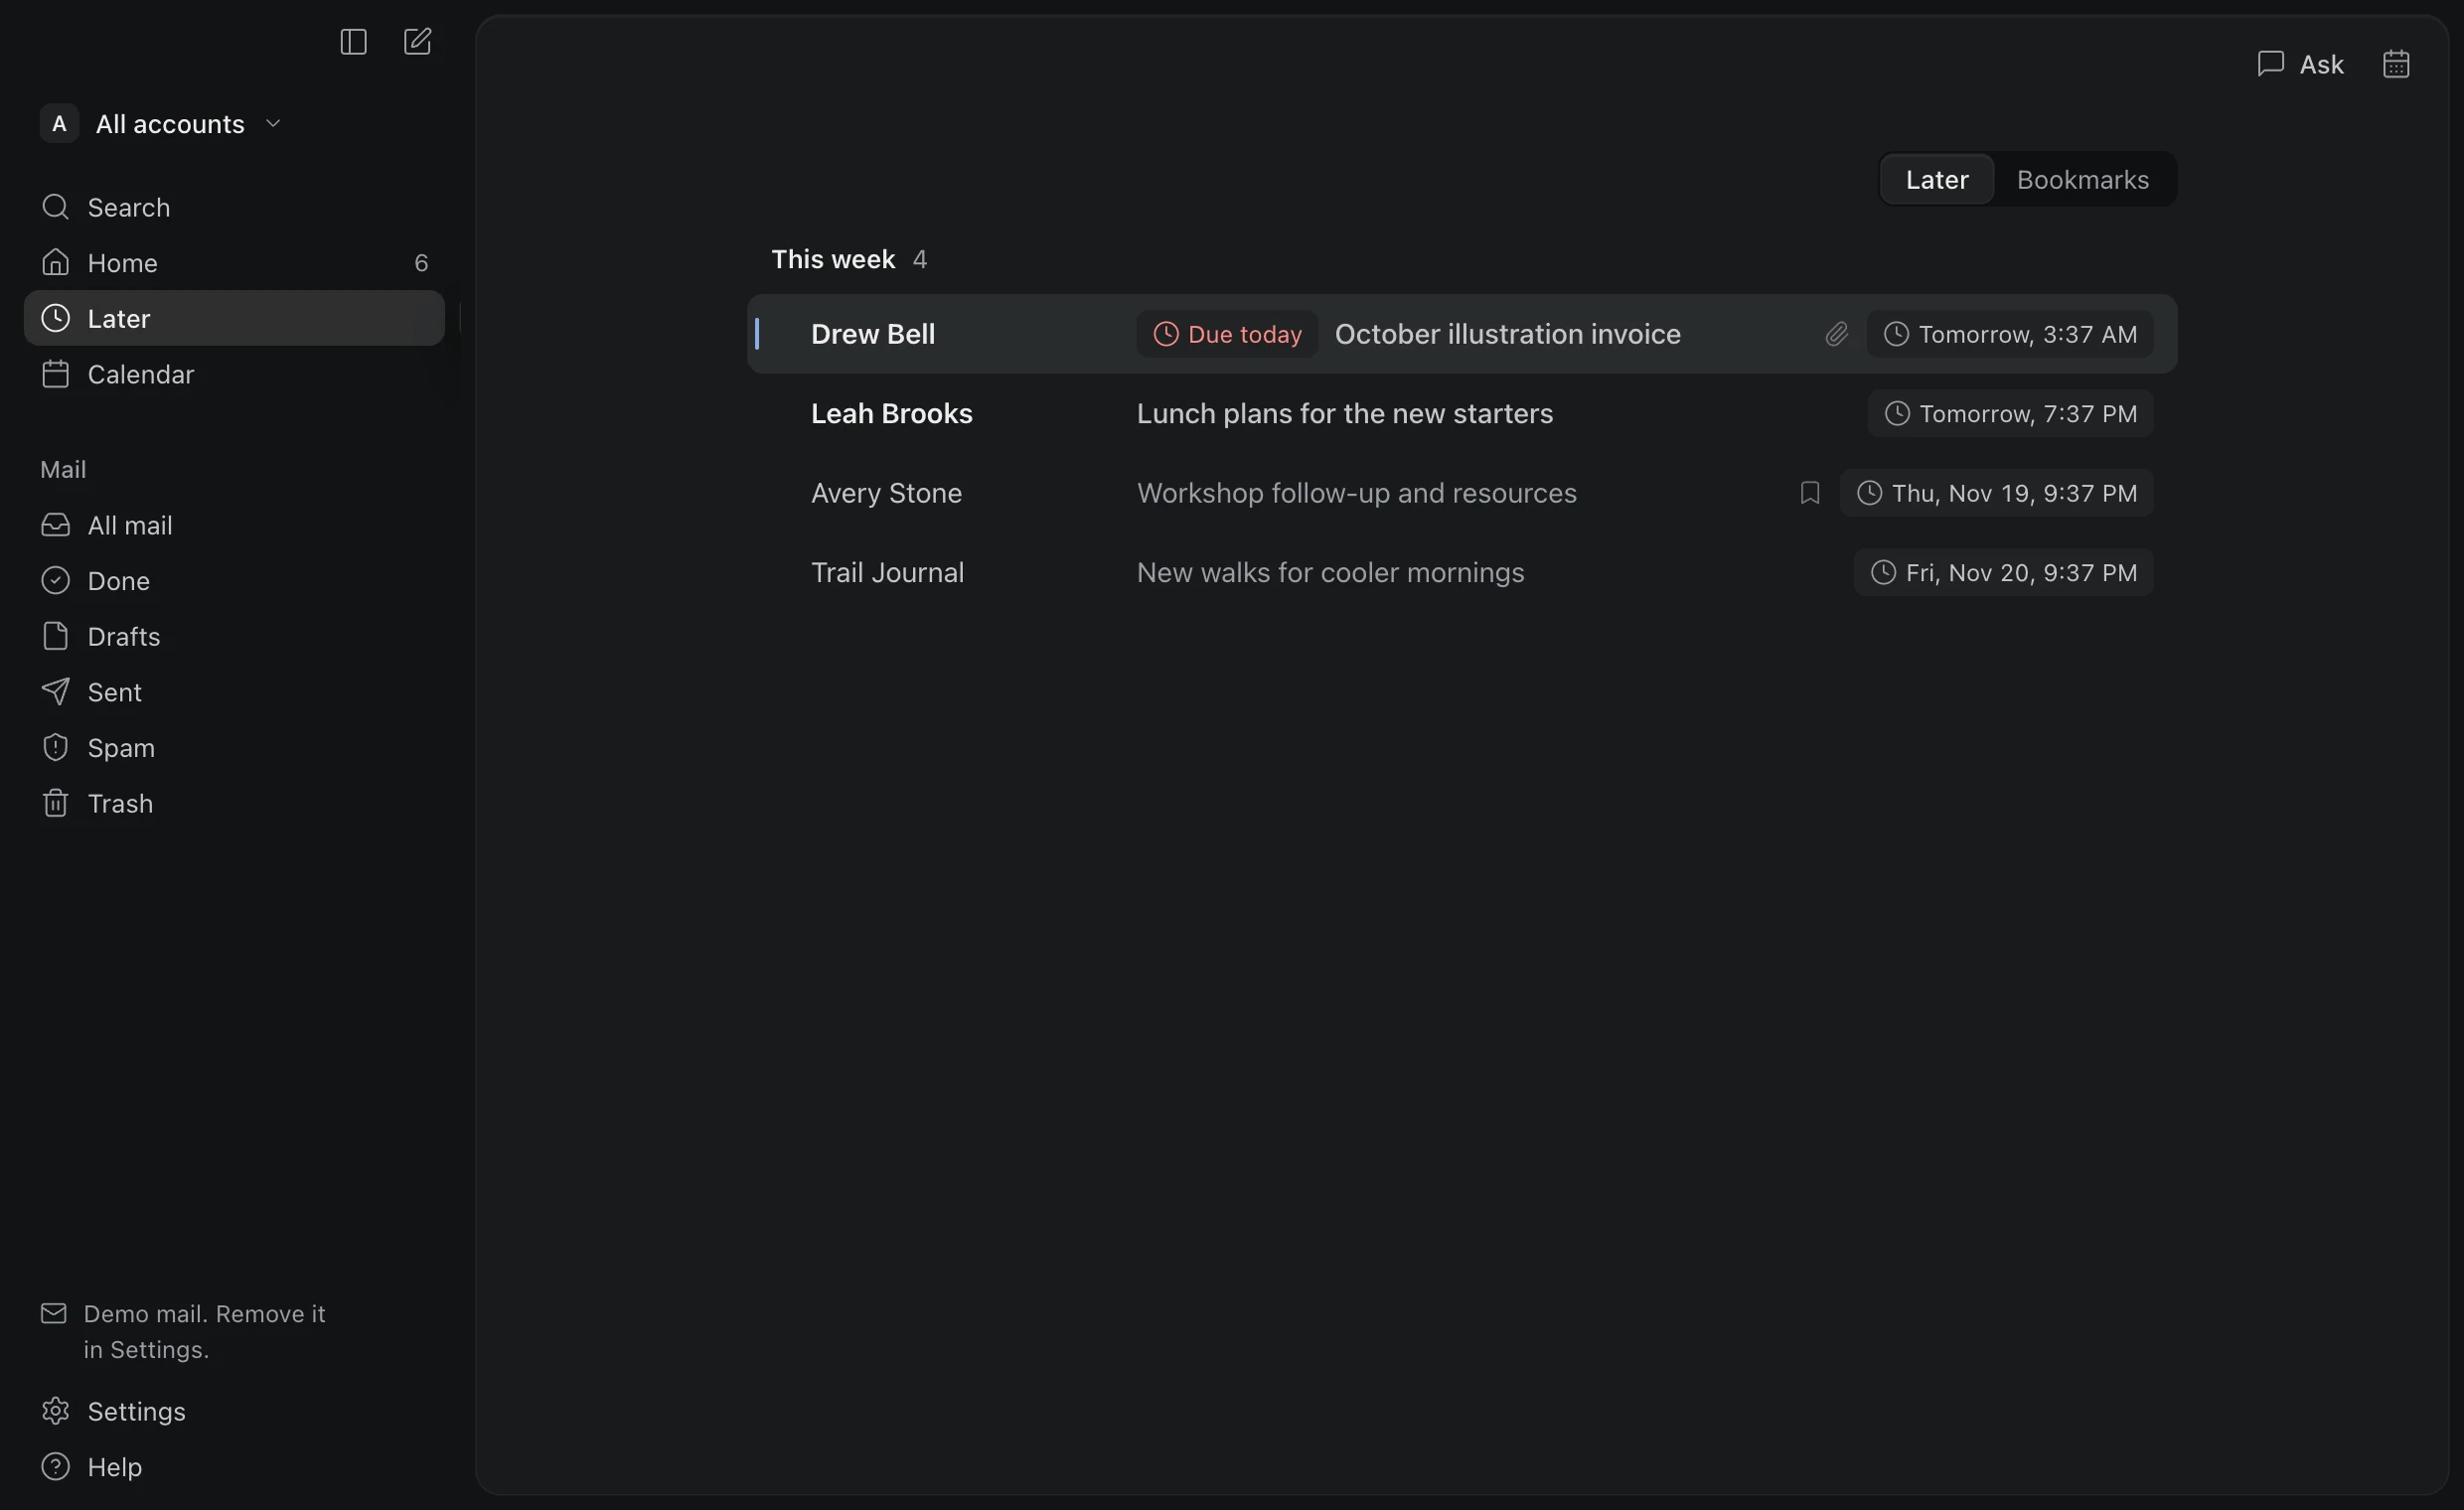 A All accounts
Search
Home 6
Later
Calendar
Mail
All mail
Done
Drafts
Sent
Spam
Trash
Demo mail. Remove it
in Settings.
Settings
Help
Ask
Later Bookmarks
This week 4
Drew Bell Due today October illustration invoice Tomorrow, 3:37 AM
Leah Brooks Lunch plans for the new starters Tomorrow, 7:37 PM
Avery Stone Workshop follow-up and resources Thu, Nov 19, 9:37 PM
Trail Journal New walks for cooler mornings Fri, Nov 20, 9:37 PM